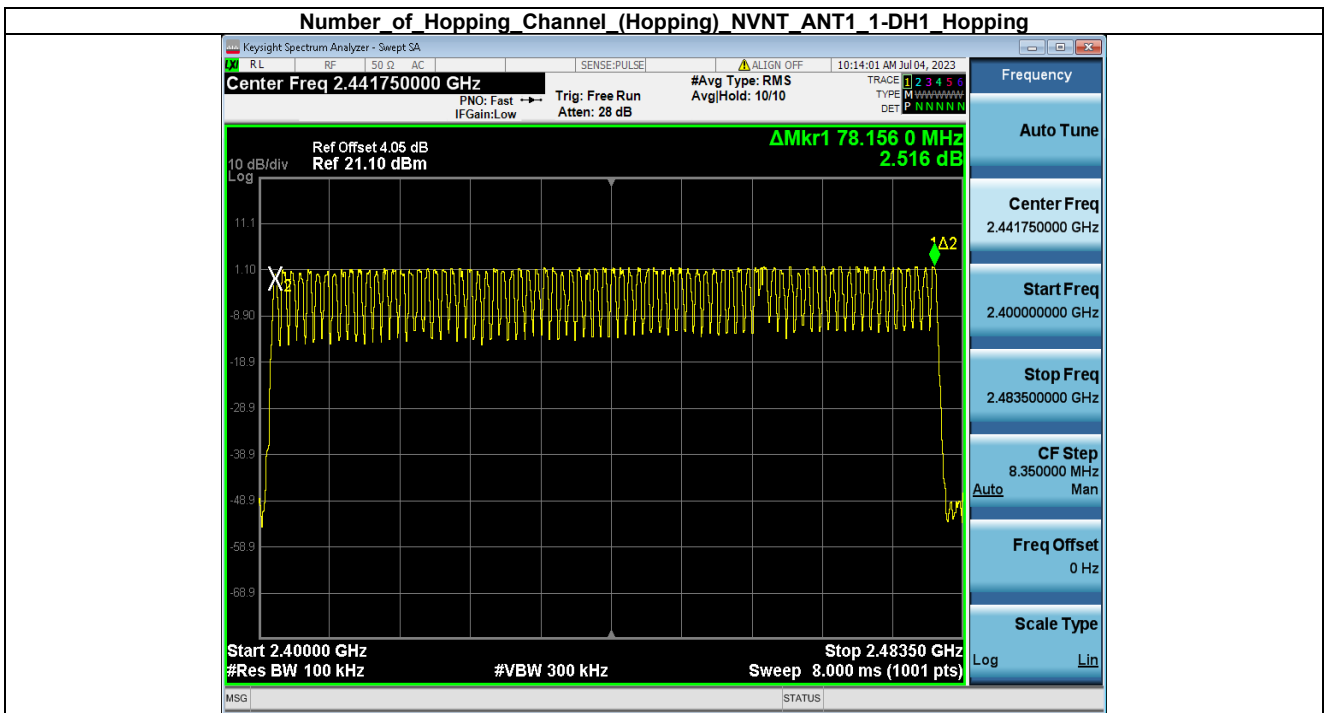 Number_of_Hopping_Channel_(Hopping)_NVNT_ANT1_1-DH1_Hopping
Keysight Spectrum Analyzer - Swept SA
LXI RL RF 50 Ω AC SENSE:PULSE ALIGN OFF 10:14:01 AM Jul 04, 2023
Center Freq 2.441750000 GHz
PNO: Fast
IFGain:Low
Trig: Free Run
Atten: 28 dB
#Avg Type: RMS
Avg|Hold: 10/10
TRACE 1 2 3 4 5 6
TYPE M WWWWW
DET P N N N N N
Frequency
Auto Tune
Center Freq
2.441750000 GHz
Start Freq
2.400000000 GHz
Stop Freq
2.483500000 GHz
CF Step
8.350000 MHz
Auto Man
Freq Offset
0 Hz
Scale Type
Log Lin
ΔMkr1 78.156 0 MHz
2.516 dB
Ref Offset 4.05 dB
10 dB/div Ref 21.10 dBm
Log
11.1
1.10
-8.90
-18.9
-28.9
-38.9
-48.9
-58.9
-68.9
1Δ2
X2
Start 2.40000 GHz Stop 2.48350 GHz
#Res BW 100 kHz #VBW 300 kHz Sweep 8.000 ms (1001 pts)
MSG STATUS